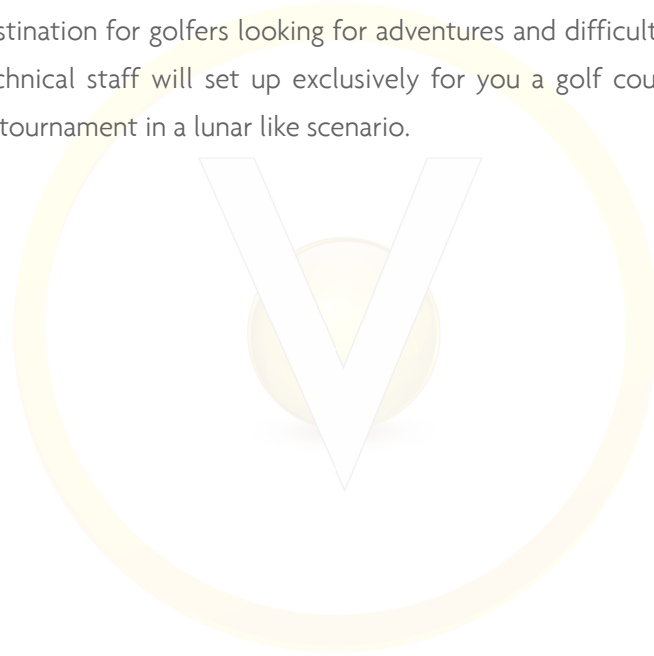 stination for golfers looking for adventures and difficult
chnical staff will set up exclusively for you a golf cou
tournament in a lunar like scenario.
V